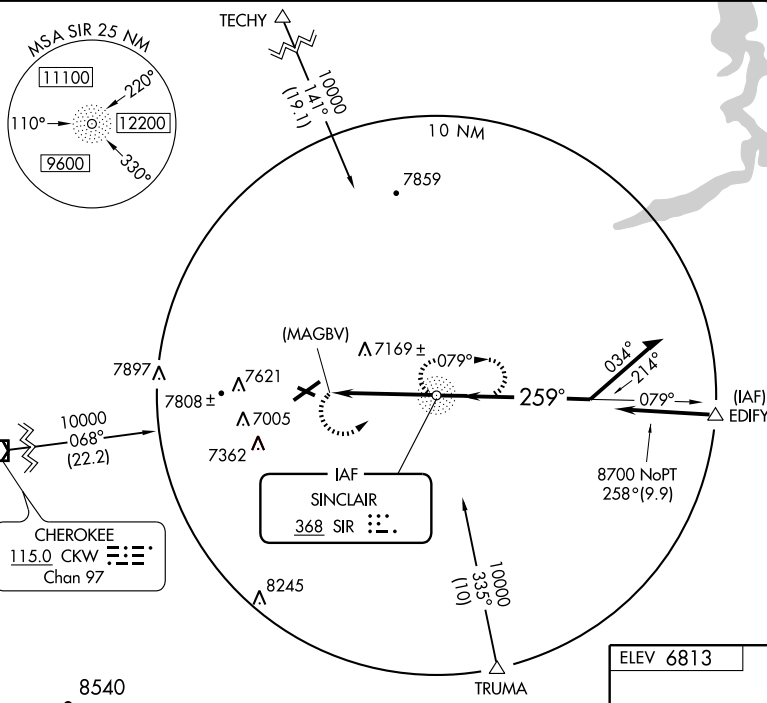 MSA SIR 25 NM
11100
220°
110°
12200
9600
330°
TECHY
10000
141°
(19.1)
10 NM
7859
(MAGBV)
7169 ±
079°
7897
7621
7808 ±
7005
7362
259°
034°
214°
079°
(IAF)
EDIFY
8700 NoPT
258° (9.9)
10000
068°
(22.2)
IAF
SINCLAIR
368 SIR
CHEROKEE
115.0 CKW
Chan 97
8245
10000
335°
(10)
TRUMA
ELEV 6813
8540